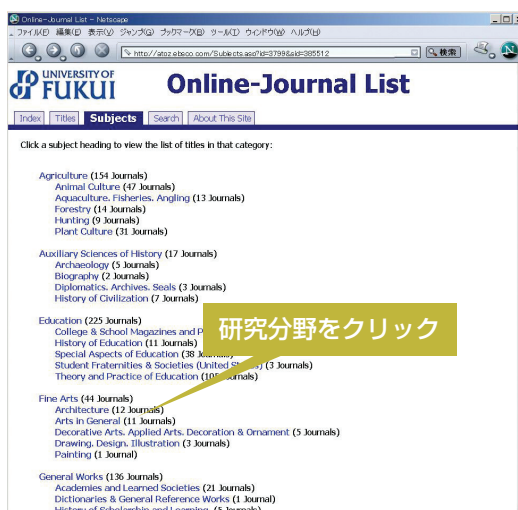 Online-Journal List - Netscape
ファイル(F) 編集(E) 表示(V) ジャンプ(G) ブックマーク(B) ツール(T) ウィンドウ(W) ヘルプ(H)
http://atoz.ebsco.com/Subjects.asp?id=3799&sid=385512
検索
UNIVERSITY OF
FUKUI
Online-Journal List
Index Titles Subjects Search About This Site
Click a subject heading to view the list of titles in that category:
Agriculture (154 Journals)
Animal Culture (47 Journals)
Aquaculture. Fisheries. Angling (13 Journals)
Forestry (14 Journals)
Hunting (9 Journals)
Plant Culture (31 Journals)
Auxiliary Sciences of History (17 Journals)
Archaeology (5 Journals)
Biography (2 Journals)
Diplomatics. Archives. Seals (3 Journals)
History of Civilization (7 Journals)
Education (225 Journals)
College & School Magazines and P
History of Education (11 Journals)
Special Aspects of Education (38
Student Fraternities & Societies (United (3 Journals)
Theory and Practice of Education
研究分野をクリック
Fine Arts (44 Journals)
Architecture (12 Journals)
Arts in General (11 Journals)
Decorative Arts. Applied Arts. Decoration & Ornament (5 Journals)
Drawing. Design. Illustration (3 Journals)
Painting (1 Journal)
General Works (136 Journals)
Academies and Learned Societies (21 Journals)
Dictionaries & General Reference Works (1 Journal)
History of Scholarship and Learning. (5 Journals)